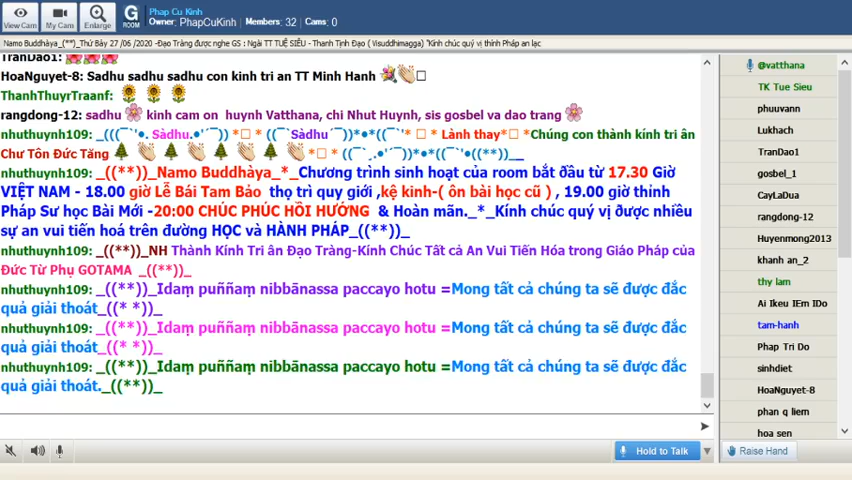 Phap Cu Kinh
Owner: PhapCuKinh Members: 32 Cams: 0
View Cam
My Cam
Enlarge
G
ROOM
Namo Buddhàya_(**)_Thứ Bảy 27 /06 /2020 -Đạo Tràng được nghe GS : Ngài TT TUỆ SIÊU - Thanh Tịnh Đạo ( Visuddhimagga) "Kính chúc quý vị thính Pháp an lạc
TranDao1:
HoaNguyet-8: Sadhu sadhu sadhu con kinh tri an TT Minh Hanh
ThanhThuyrTraanf:
rangdong-12: sadhu kinh cam on huynh Vatthana, chi Nhut Huynh, sis gosbel va dao trang
nhuthuynh109: _(((¯`'•. Sàdhu.•'´¯)) *□ * ((¯`Sàdhu´¯))*•*((¯`'* □ * Lành thay*□ *Chúng con thành kính tri ân
Chư Tôn Đức Tăng *□ * ((¯`¸.•'´¯))*•*((¯`'•((**))__
nhuthuynh109: _((**))_Namo Buddhàya_*_Chương trình sinh hoạt của room bắt đầu từ 17.30 Giờ
VIỆT NAM - 18.00 giờ Lễ Bái Tam Bảo thọ trì quy giới ,kệ kinh-( ôn bài học cũ ) , 19.00 giờ thỉnh
Pháp Sư học Bài Mới -20:00 CHÚC PHÚC HỒI HƯỚNG & Hoàn mãn._*_Kính chúc quý vị được nhiều
sự an vui tiến hoá trên đường HỌC và HÀNH PHÁP_((**))_
nhuthuynh109: _((**))_NH Thành Kính Tri ân Đạo Tràng-Kính Chúc Tất cả An Vui Tiến Hóa trong Giáo Pháp của
Đức Từ Phụ GOTAMA _((**))_
nhuthuynh109: _((**))_Idaṃ puññaṃ nibbānassa paccayo hotu =Mong tất cả chúng ta sẽ được đắc
quả giải thoát_((* *))_
nhuthuynh109: _((**))_Idaṃ puññaṃ nibbānassa paccayo hotu =Mong tất cả chúng ta sẽ được đắc
quả giải thoát_((* *))_
nhuthuynh109: _((**))_Idaṃ puññaṃ nibbānassa paccayo hotu =Mong tất cả chúng ta sẽ được đắc
quả giải thoát._((**))_
@vatthana
TK Tue Sieu
phuuvann
Lukhach
TranDao1
gosbel_1
CayLaDua
rangdong-12
Huyenmong2013
khanh an_2
thy lam
Ai Ikeu IEm IDo
tam-hanh
Phap Tri Do
sinhdiet
HoaNguyet-8
phan q liem
hoa sen
Hold to Talk
Raise Hand